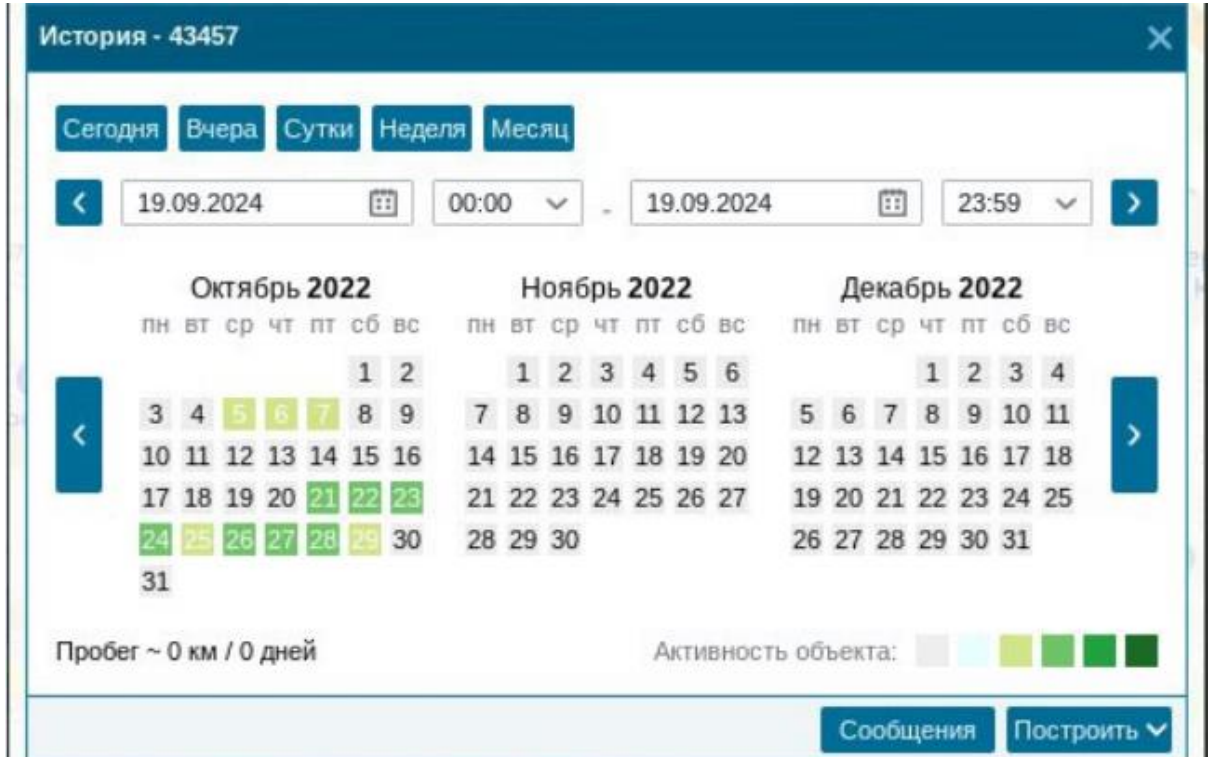 История - 43457
Сегодня Вчера Сутки Неделя Месяц
19.09.2024 00:00 - 19.09.2024 23:59
Октябрь 2022 Ноябрь 2022 Декабрь 2022
пн вт ср чт пт сб вс пн вт ср чт пт сб вс пн вт ср чт пт сб вс
1 2 1 2 3 4 5 6 1 2 3 4
3 4 5 6 7 8 9 7 8 9 10 11 12 13 5 6 7 8 9 10 11
10 11 12 13 14 15 16 14 15 16 17 18 19 20 12 13 14 15 16 17 18
17 18 19 20 21 22 23 21 22 23 24 25 26 27 19 20 21 22 23 24 25
24 25 26 27 28 29 30 28 29 30 26 27 28 29 30 31
31
Пробег ~ 0 км / 0 дней Активность объекта:
Сообщения Построить